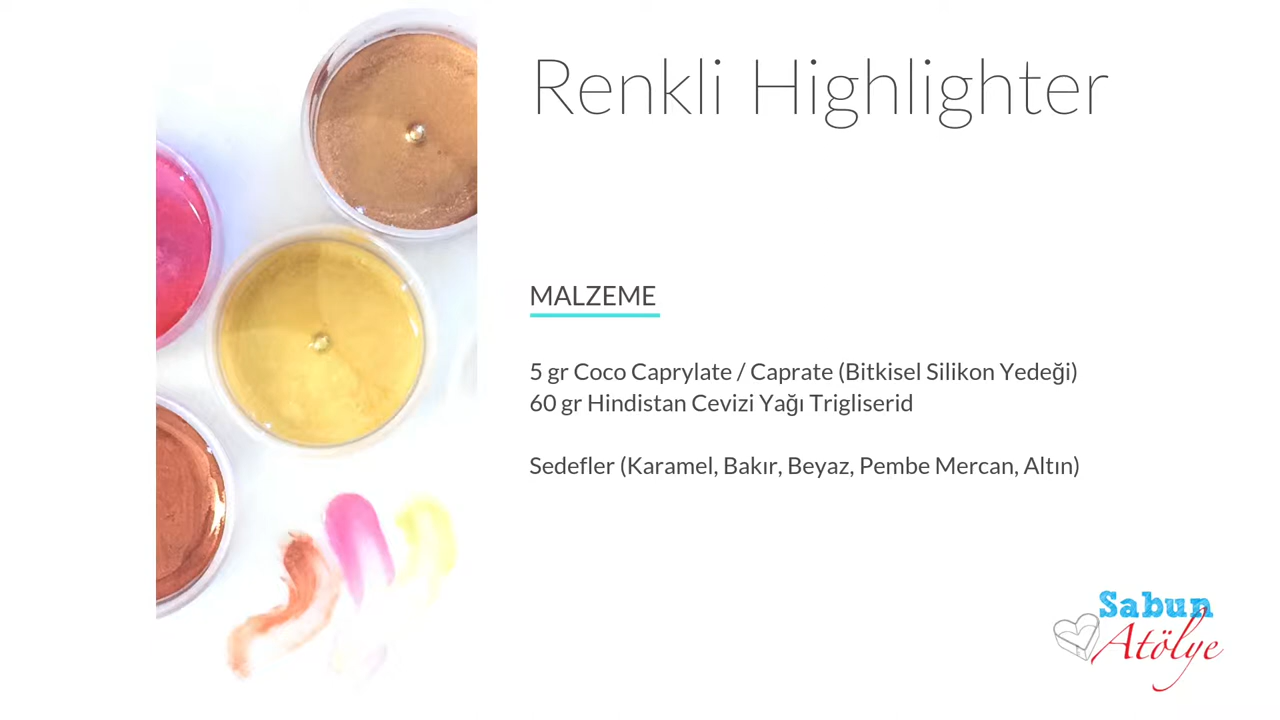 Renkli Highlighter
MALZEME
5 gr Coco Caprylate / Caprate (Bitkisel Silikon Yedeği)
60 gr Hindistan Cevizi Yağı Trigliserid
Sedefler (Karamel, Bakır, Beyaz, Pembe Mercan, Altın)
Sabun
Atölye